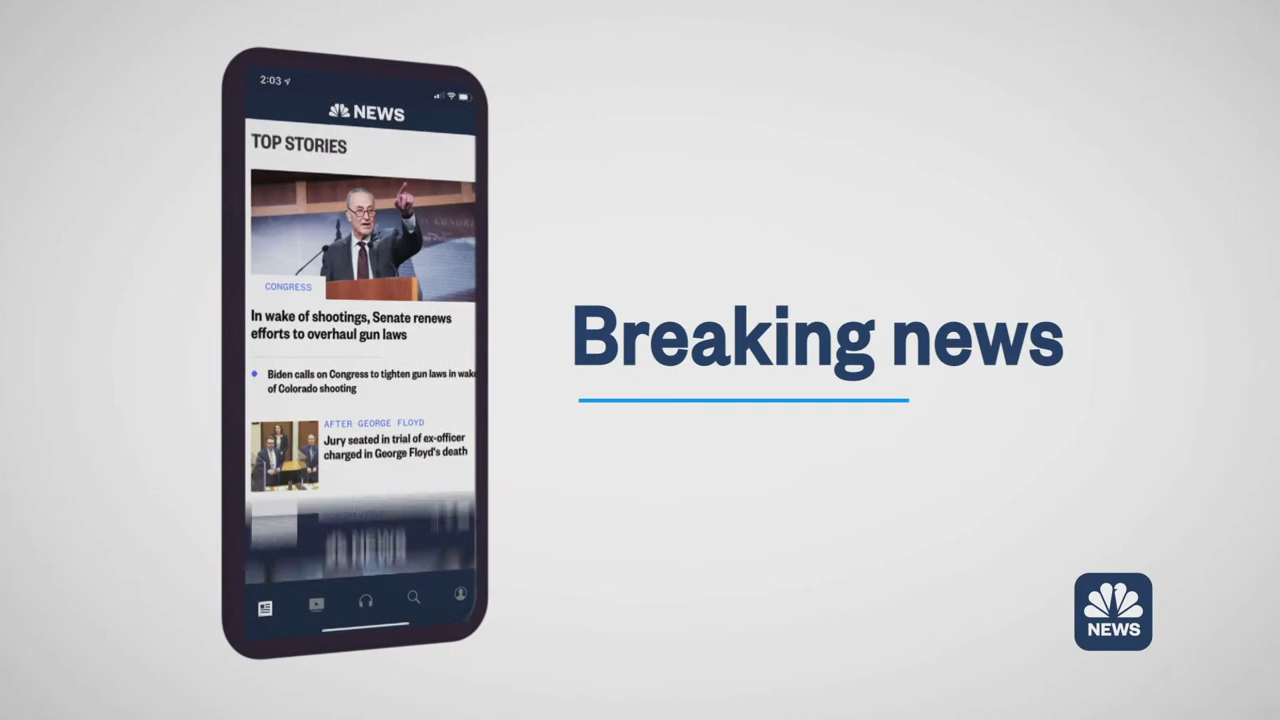 2:03
NEWS
TOP STORIES
CONGRESS
In wake of shootings, Senate renews
efforts to overhaul gun laws
Biden calls on Congress to tighten gun laws in wake
of Colorado shooting
AFTER GEORGE FLOYD
Jury seated in trial of ex-officer
charged in George Floyd's death
Breaking news
NEWS